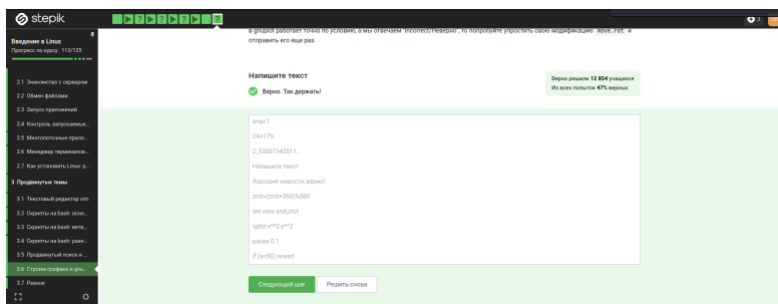 stepik
3
Введение в Linux
Прогресс по курсу: 113/125
2.1 Знакомство с сервером
2.2 Обмен файлами
2.3 Запуск приложений
2.4 Контроль запускаемых...
2.5 Многопоточные прило...
2.6 Менеджер терминалов...
2.7 Как установить Linux: р...
3 Продвинутые темы
3.1 Текстовый редактор vim
3.2 Скрипты на bash: осно...
3.3 Скрипты на bash: ветв...
3.4 Скрипты на bash: разн...
3.5 Продвинутый поиск и ...
3.6 Строим графики в gnu...
3.7 Разное
в gnuplot работает точно по условию, а мы отвечаем "Incorrect/Неверно", то попробуйте упростить свою модификацию move.rot и
отправить его еще раз.
Напишите текст
Верно. Так держать!
Верно решили 12 854 учащихся
Из всех попыток 47% верных
a=a+1
24=17%
Напишите текст
Хорошие новости, верно!
zrot=(zrot+350)%360
set view xrot,zrot
splot-x**2-y**2
pause 0.1
if (a<50) reread
Следующий шаг
Решить снова